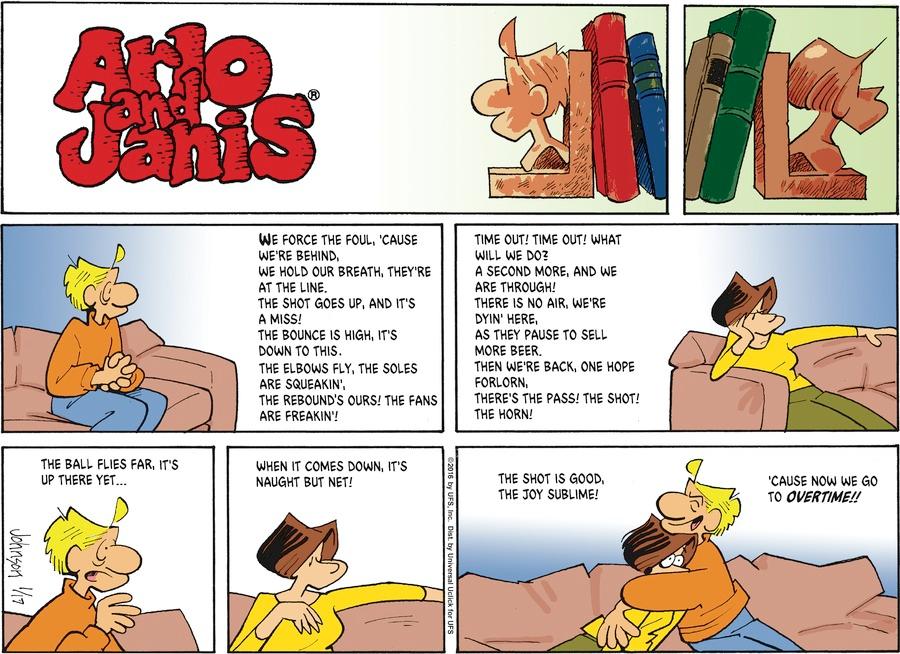 Arlo
and
Janis®
WE FORCE THE FOUL, 'CAUSE
WE'RE BEHIND,
WE HOLD OUR BREATH, THEY'RE
AT THE LINE.
THE SHOT GOES UP, AND IT'S
A MISS!
THE BOUNCE IS HIGH, IT'S
DOWN TO THIS.
THE ELBOWS FLY, THE SOLES
ARE SQUEAKIN',
THE REBOUND'S OURS! THE FANS
ARE FREAKIN'!
TIME OUT! TIME OUT! WHAT
WILL WE DO?
A SECOND MORE, AND WE
ARE THROUGH!
THERE IS NO AIR, WE'RE
DYIN' HERE,
AS THEY PAUSE TO SELL
MORE BEER.
THEN WE'RE BACK, ONE HOPE
FORLORN,
THERE'S THE PASS! THE SHOT!
THE HORN!
THE BALL FLIES FAR, IT'S
UP THERE YET...
Johnson 1/17
WHEN IT COMES DOWN, IT'S
NAUGHT BUT NET!
©2016 by UFS, Inc. Dist. by Universal Uclick for UFS
THE SHOT IS GOOD,
THE JOY SUBLIME!
'CAUSE NOW WE GO
TO OVERTIME!!